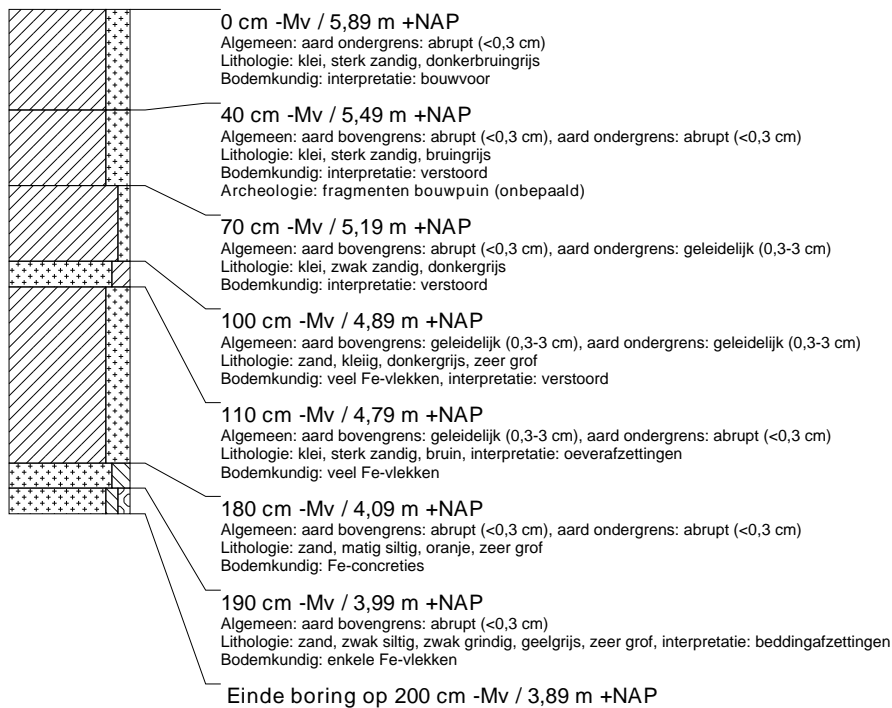 0 cm -Mv / 5,89 m +NAP
Algemeen: aard ondergrens: abrupt (<0,3 cm)
Lithologie: klei, sterk zandig, donkerbruingrijs
Bodemkundig: interpretatie: bouwvoor
40 cm -Mv / 5,49 m +NAP
Algemeen: aard bovengrens: abrupt (<0,3 cm), aard ondergrens: abrupt (<0,3 cm)
Lithologie: klei, sterk zandig, bruingrijs
Bodemkundig: interpretatie: verstoord
Archeologie: fragmenten bouwpuin (onbepaald)
70 cm -Mv / 5,19 m +NAP
Algemeen: aard bovengrens: abrupt (<0,3 cm), aard ondergrens: geleidelijk (0,3-3 cm)
Lithologie: klei, zwak zandig, donkergrijs
Bodemkundig: interpretatie: verstoord
100 cm -Mv / 4,89 m +NAP
Algemeen: aard bovengrens: geleidelijk (0,3-3 cm), aard ondergrens: geleidelijk (0,3-3 cm)
Lithologie: zand, kleiig, donkergrijs, zeer grof
Bodemkundig: veel Fe-vlekken, interpretatie: verstoord
110 cm -Mv / 4,79 m +NAP
Algemeen: aard bovengrens: geleidelijk (0,3-3 cm), aard ondergrens: abrupt (<0,3 cm)
Lithologie: klei, sterk zandig, bruin, interpretatie: oeverafzettingen
Bodemkundig: veel Fe-vlekken
180 cm -Mv / 4,09 m +NAP
Algemeen: aard bovengrens: abrupt (<0,3 cm), aard ondergrens: abrupt (<0,3 cm)
Lithologie: zand, matig siltig, oranje, zeer grof
Bodemkundig: Fe-concreties
190 cm -Mv / 3,99 m +NAP
Algemeen: aard bovengrens: abrupt (<0,3 cm)
Lithologie: zand, zwak siltig, zwak grindig, geelgrijs, zeer grof, interpretatie: beddingafzettingen
Bodemkundig: enkele Fe-vlekken
Einde boring op 200 cm -Mv / 3,89 m +NAP